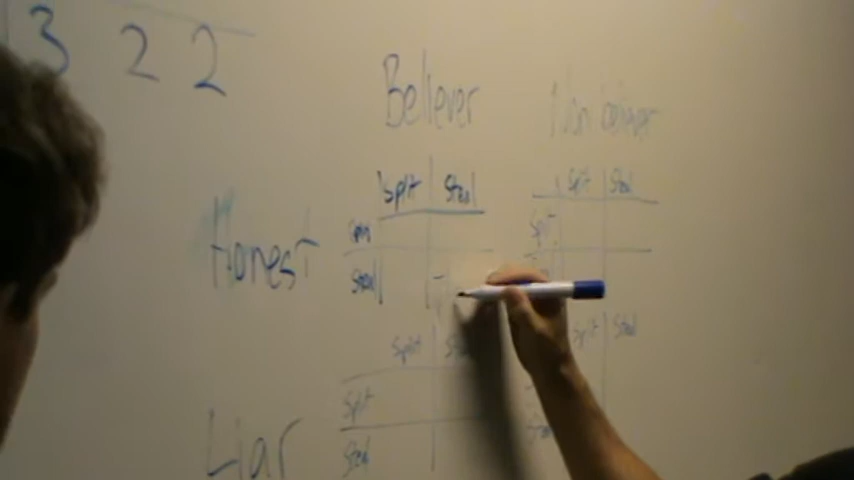 3 2 2
Believer Non believer
Split Steal Split Steal
Honest
Split Split
Steal
Split Split Steal
Split
Liar
Steal